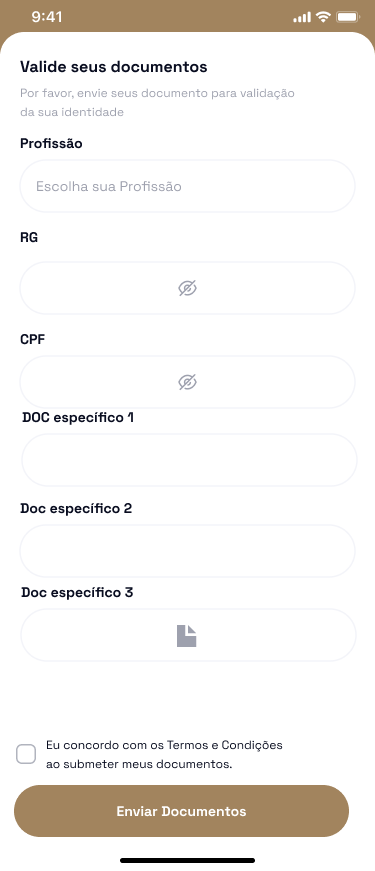 9:41
Valide seus documentos
Por favor, envie seus documento para validação
da sua identidade
Profissão
Escolha sua Profissão
RG
CPF
DOC específico 1
Doc específico 2
Doc específico 3
Eu concordo com os Termos e Condições
ao submeter meus documentos.
Enviar Documentos